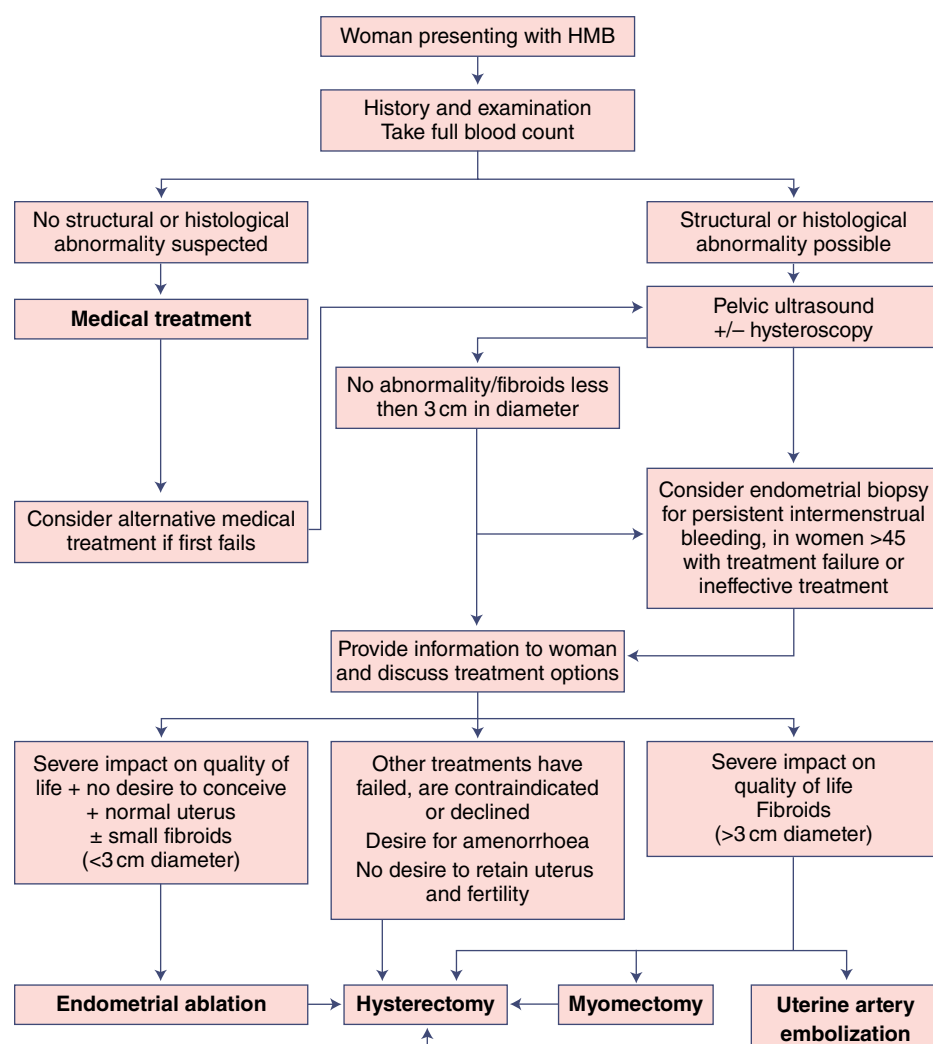 Woman presenting with HMB
History and examination
Take full blood count
No structural or histological
abnormality suspected
Structural or histological
abnormality possible
Medical treatment
Pelvic ultrasound
+/– hysteroscopy
No abnormality/fibroids less
then 3 cm in diameter
Consider alternative medical
treatment if first fails
Consider endometrial biopsy
for persistent intermenstrual
bleeding, in women >45
with treatment failure or
ineffective treatment
Provide information to woman
and discuss treatment options
Severe impact on quality of
life + no desire to conceive
+ normal uterus
± small fibroids
(<3 cm diameter)
Other treatments have
failed, are contraindicated
or declined
Desire for amenorrhoea
No desire to retain uterus
and fertility
Severe impact on
quality of life
Fibroids
(>3 cm diameter)
Endometrial ablation
Hysterectomy
Myomectomy
Uterine artery
embolization